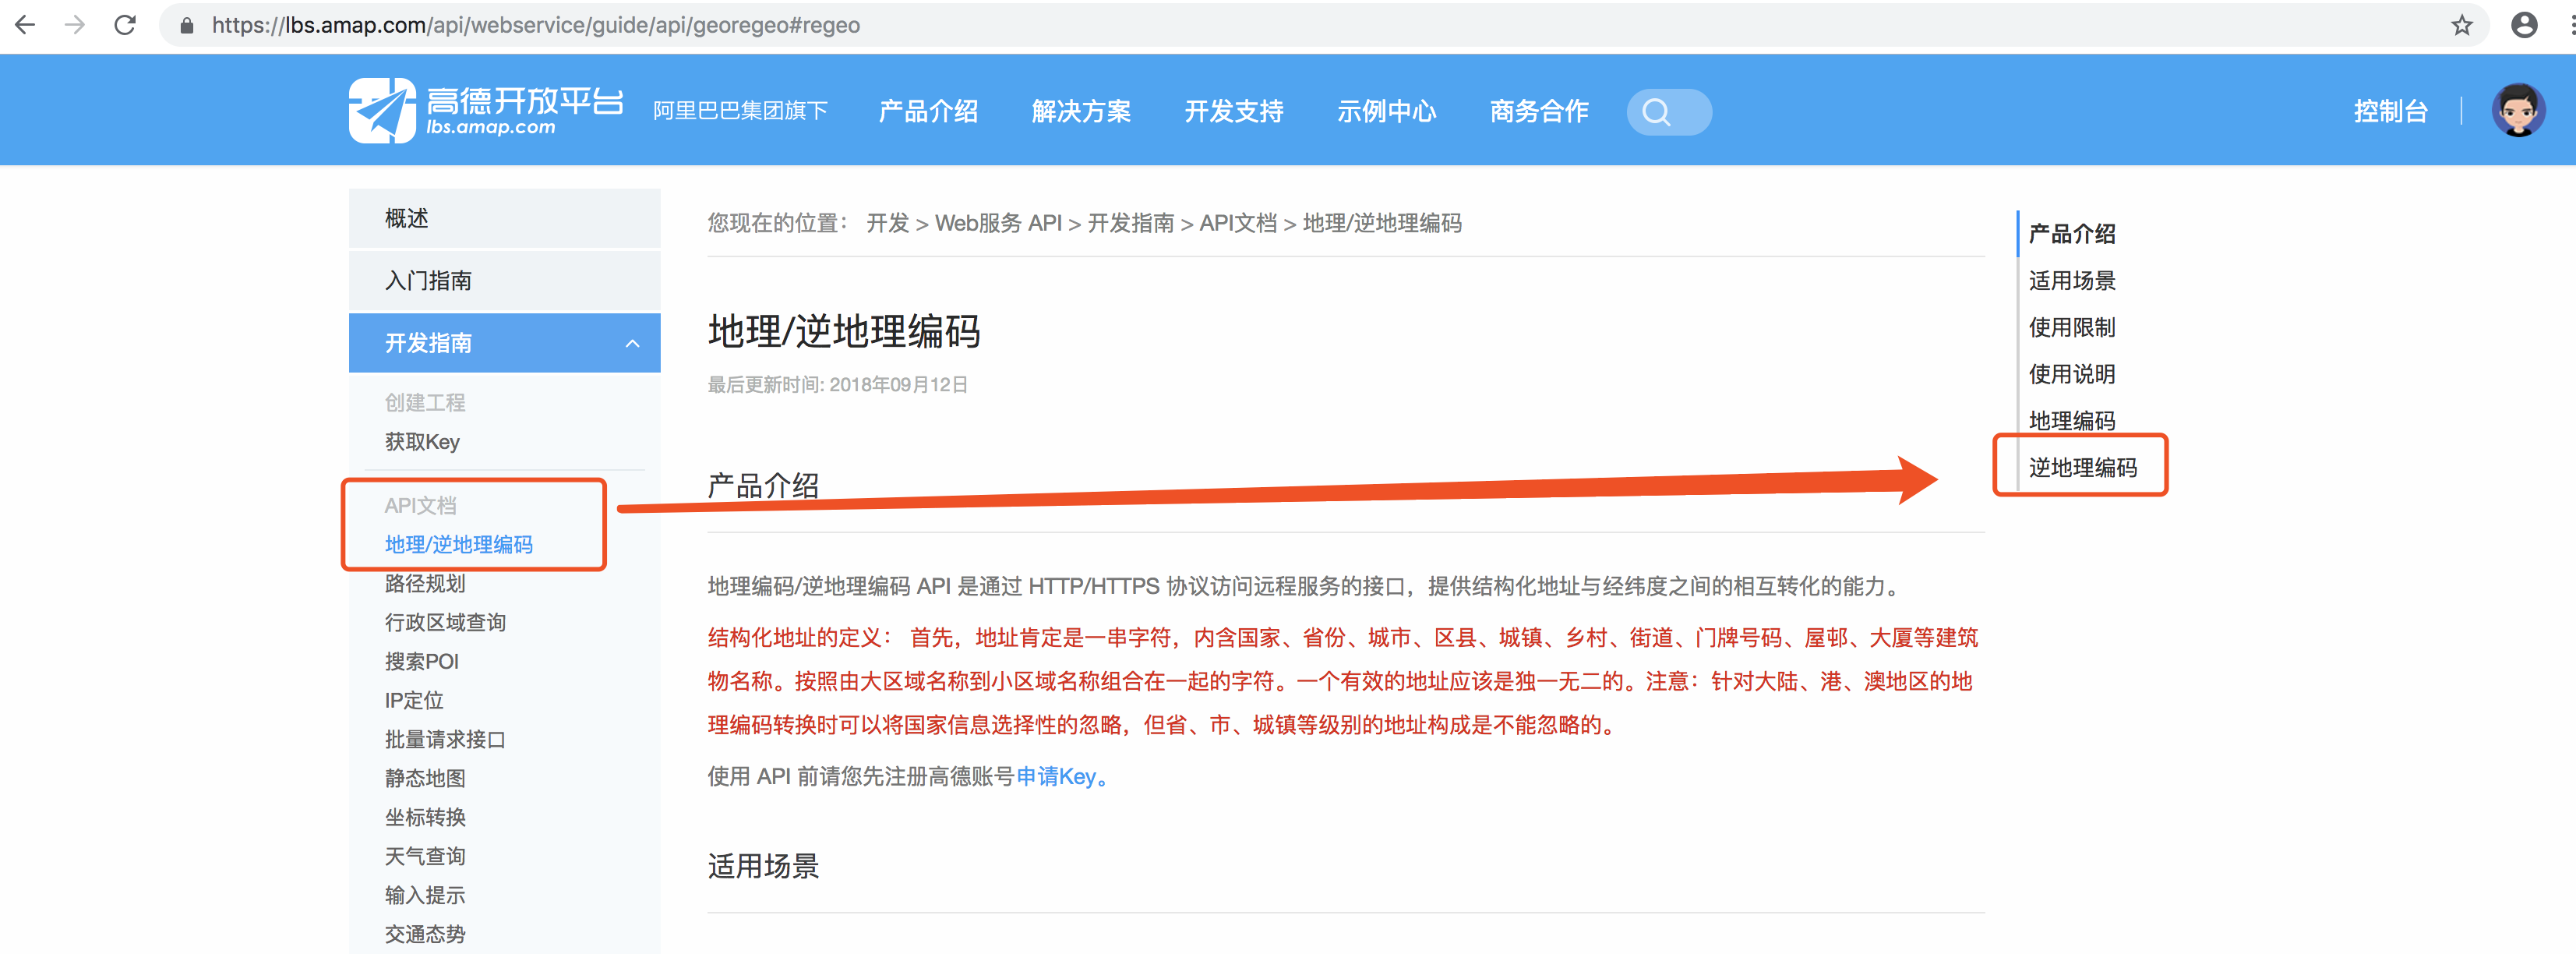 https://lbs.amap.com/api/webservice/guide/api/georegeo#regeo
高德开放平台
lbs.amap.com
阿里巴巴集团旗下
产品介绍
解决方案
开发支持
示例中心
商务合作
控制台
概述
入门指南
开发指南
创建工程
获取Key
API文档
地理/逆地理编码
路径规划
行政区域查询
搜索POI
IP定位
批量请求接口
静态地图
坐标转换
天气查询
输入提示
交通态势
您现在的位置： 开发 > Web服务 API > 开发指南 > API文档 > 地理/逆地理编码
地理/逆地理编码
最后更新时间: 2018年09月12日
产品介绍
地理编码/逆地理编码 API 是通过 HTTP/HTTPS 协议访问远程服务的接口，提供结构化地址与经纬度之间的相互转化的能力。
结构化地址的定义： 首先，地址肯定是一串字符，内含国家、省份、城市、区县、城镇、乡村、街道、门牌号码、屋邨、大厦等建筑
物名称。按照由大区域名称到小区域名称组合在一起的字符。一个有效的地址应该是独一无二的。注意：针对大陆、港、澳地区的地
理编码转换时可以将国家信息选择性的忽略，但省、市、城镇等级别的地址构成是不能忽略的。
使用 API 前请您先注册高德账号申请Key。
适用场景
产品介绍
适用场景
使用限制
使用说明
地理编码
逆地理编码